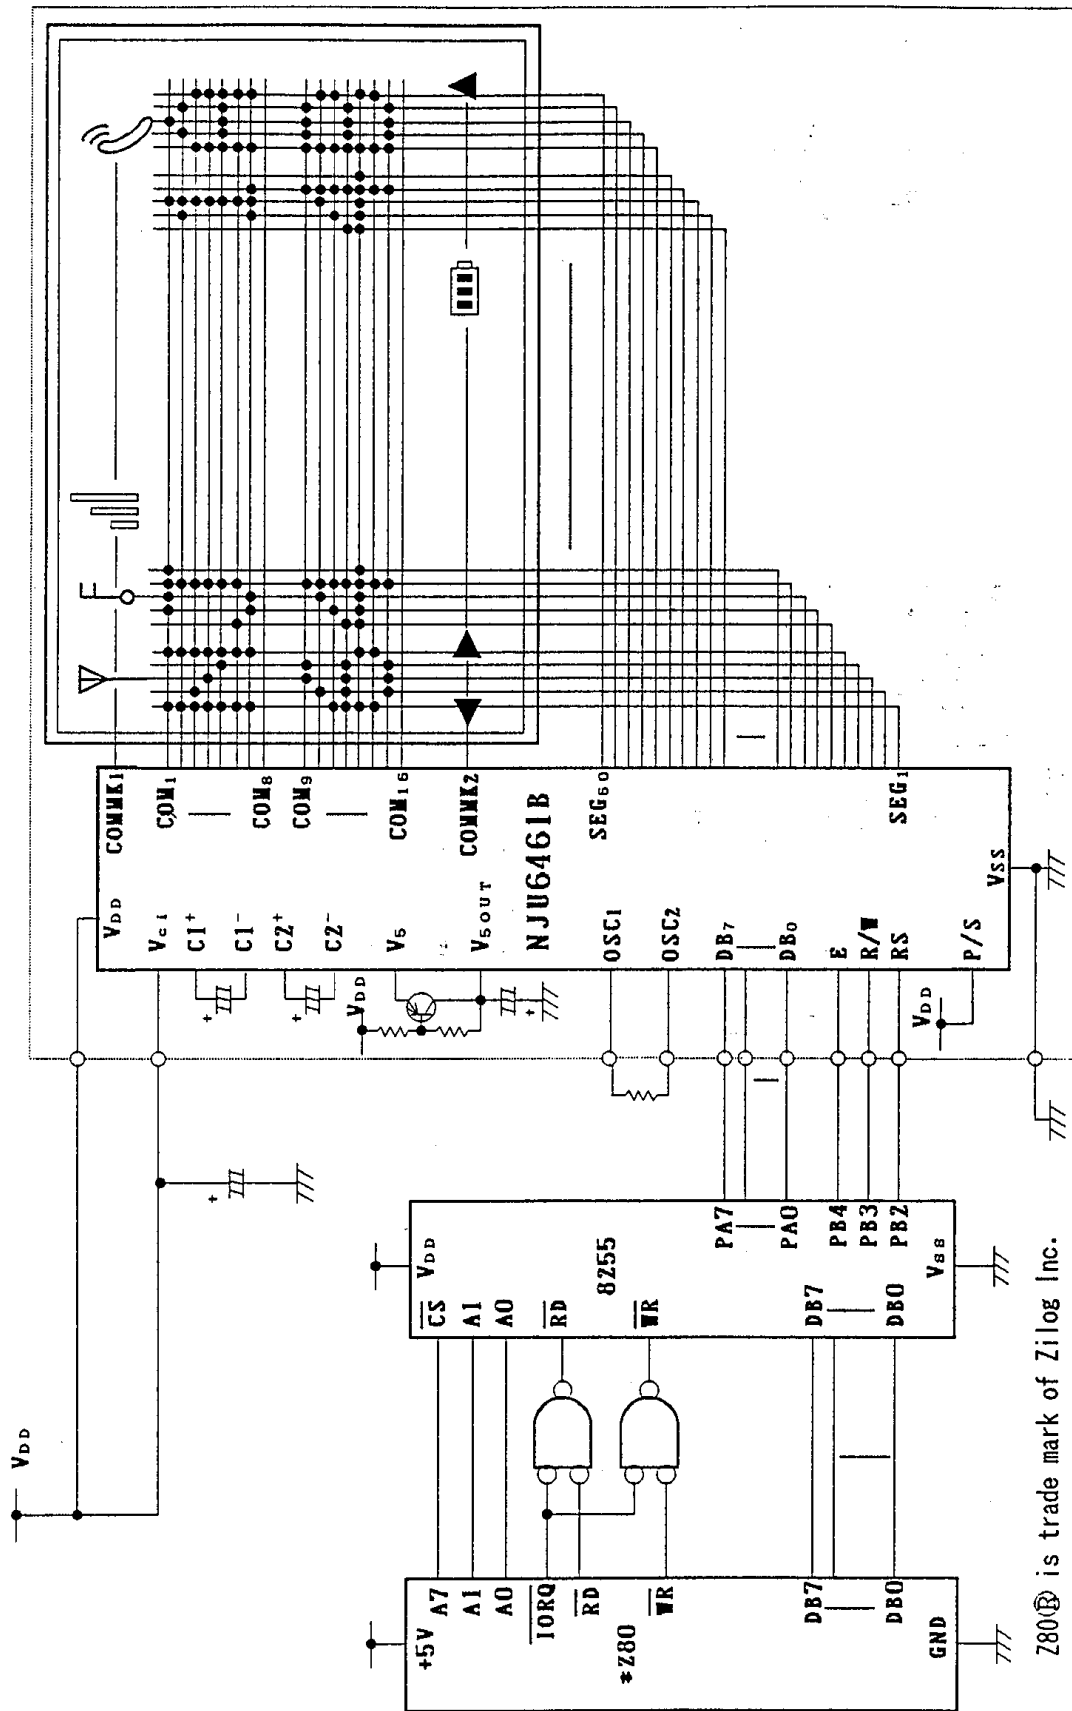 VDD
+5V
A7
A1
A0
IORQ
RD
WR
*Z80
DB7
DB0
GND
CS
A1
A0
RD
WR
DB7
DB0
VDD
8255
PA7
PA0
PB4
PB3
PB2
VSS
VDD
Vci
C1+
C1-
C2+
C2-
VDD
V5
V5OUT
NJU6461B
OSC1
OSC2
DB7
DB0
E
R/W
RS
VDD
P/S
VSS
COMMK1
COM1
COM8
COM9
COM16
COMMK2
SEG60
SEG1
Z80® is trade mark of Zilog Inc.